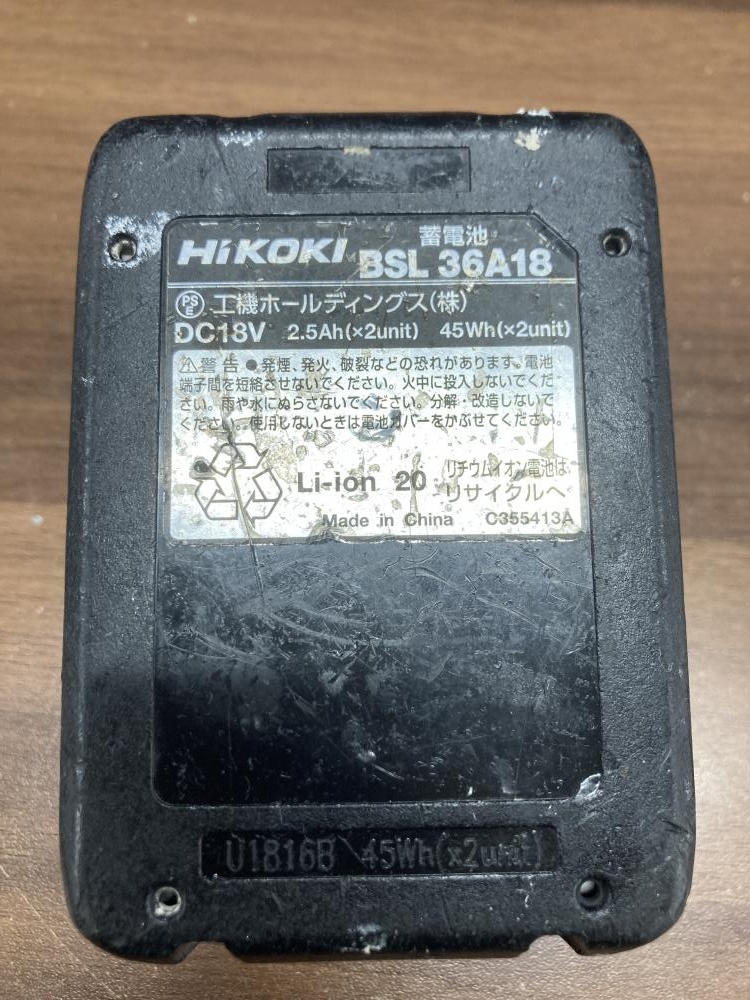 HiKOKI 蓄電池
BSL 36A18
PSE 工機ホールディングス(株)
DC18V 2.5Ah(×2unit) 45Wh(×2unit)
⚠警告 ●発煙、発火、破裂などの恐れがあります。電池
端子間を短絡させないでください。火中に投入しないでくだ
さい。雨や水にぬらさないでください。分解・改造しないで
ください。使用しないときは電池カバーをかぶせてください。
Li-ion 20 リチウムイオン電池は
リサイクルへ
Made in China C355413A
U1816B 45Wh(x2unit)